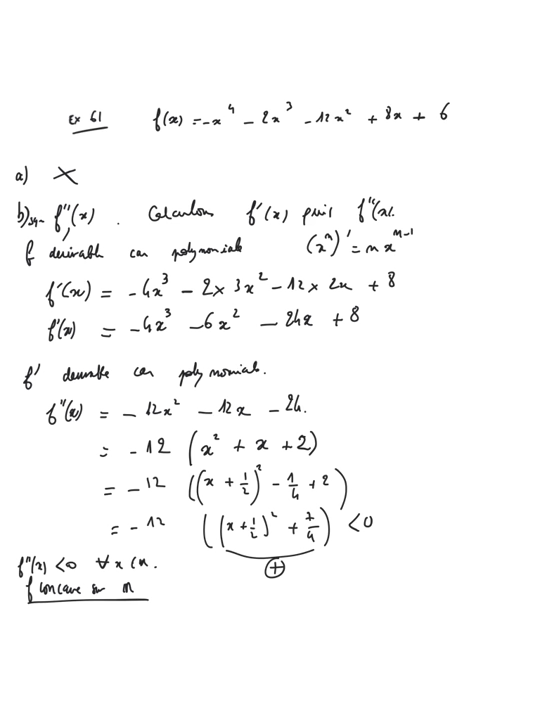 Ex 61 f(x) = -x⁴ - 2x³ - 12x² + 8x + 6
a) X
b) sg f''(x). Calculons f'(x) puis f''(x).
f dérivable car polynomiale (xⁿ)' = n xⁿ⁻¹
f'(x) = -4x³ - 2 × 3x² - 12 × 2x + 8
f'(x) = -4x³ - 6x² - 24x + 8
f' dérivable car polynomiale.
f''(x) = -12x² - 12x - 24.
= -12 (x² + x + 2)
= -12 ((x + 1/2)² - 1/4 + 2)
= -12 ((x + 1/2)² + 7/4) < 0
+
f''(x) < 0 ∀x ∈ ℝ.
f concave sur ℝ